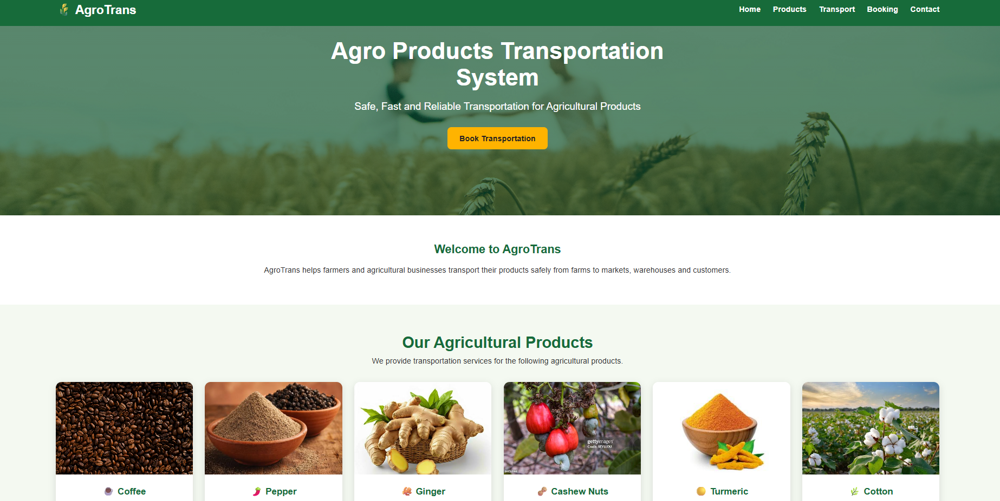 AgroTrans
Home Products Transport Booking Contact
Agro Products Transportation
System
Safe, Fast and Reliable Transportation for Agricultural Products
Book Transportation
Welcome to AgroTrans
AgroTrans helps farmers and agricultural businesses transport their products safely from farms to markets, warehouses and customers.
Our Agricultural Products
We provide transportation services for the following agricultural products.
gettyimages
Credit: SEYLLOU
Coffee
Pepper
Ginger
Cashew Nuts
Turmeric
Cotton